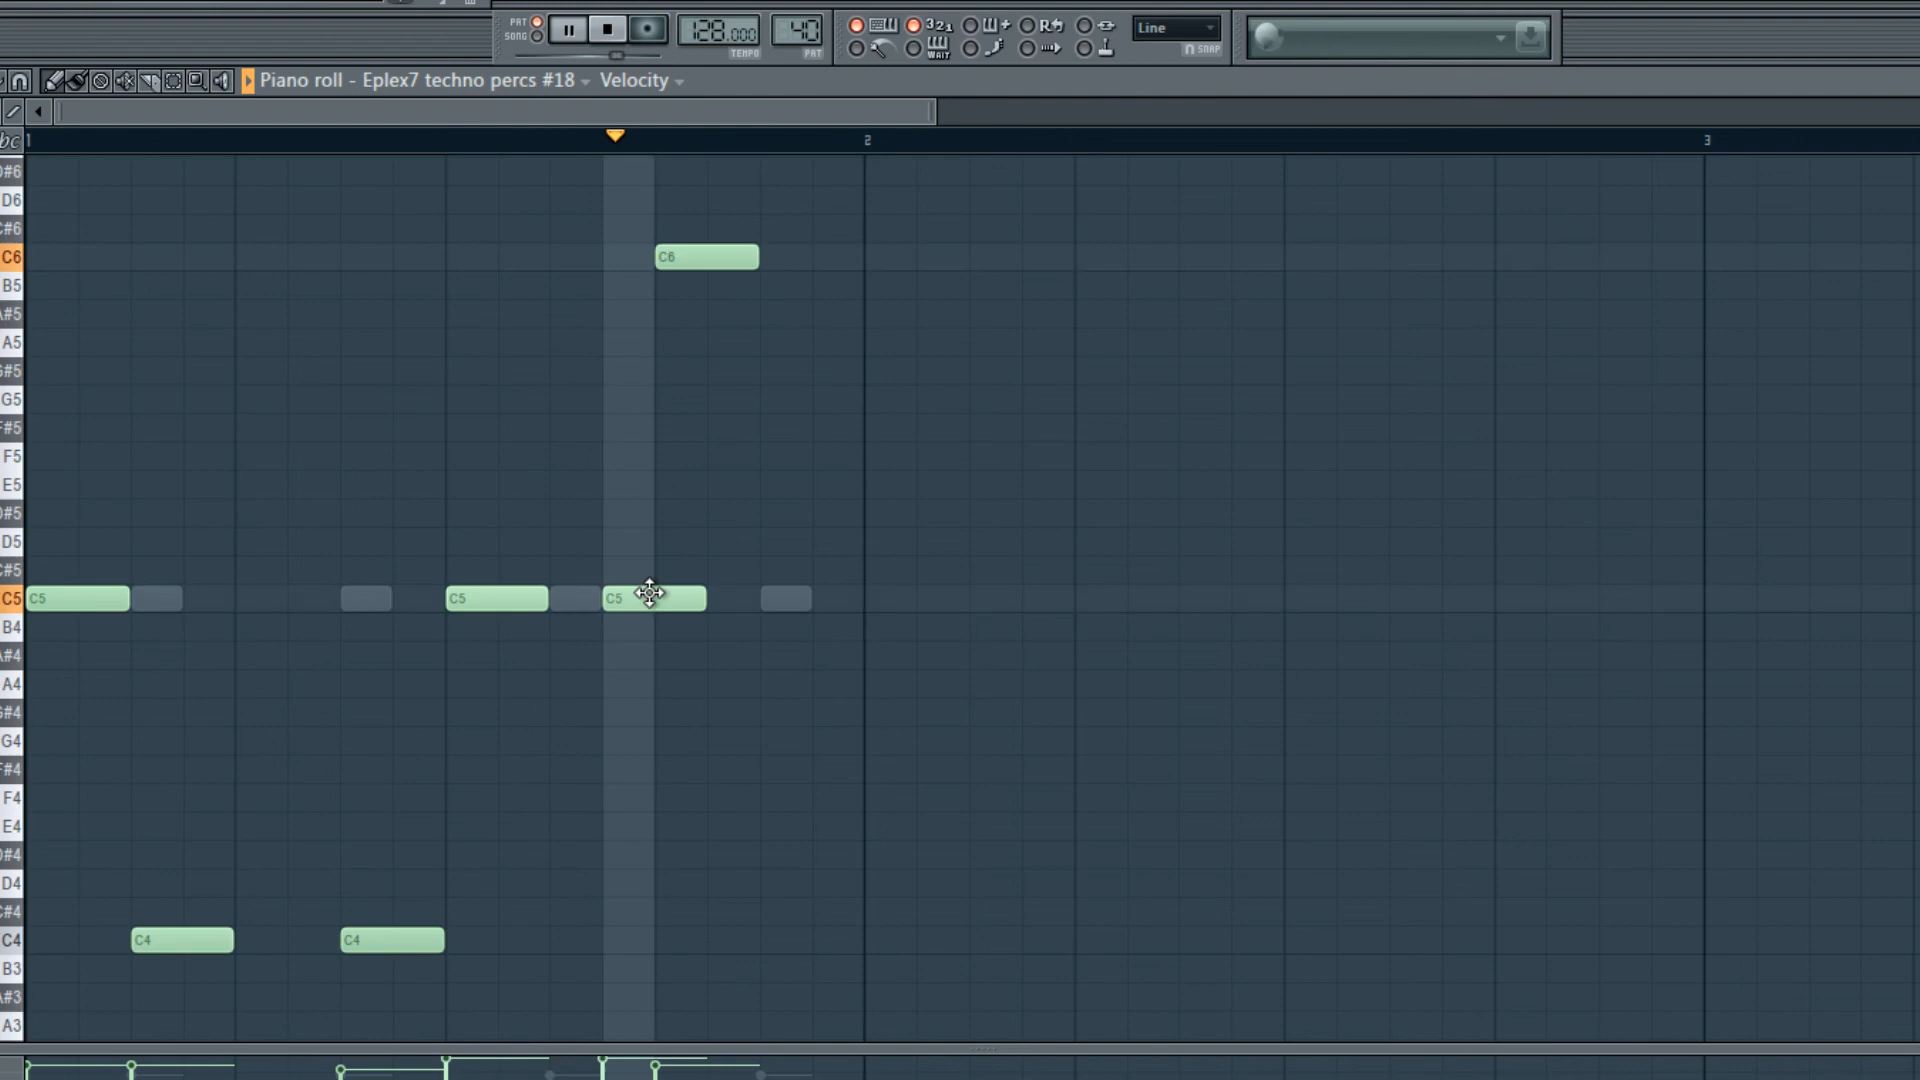 PAT
SONG
128.000
TEMPO
40
PAT
321
R
WAIT
Line
SNAP
Piano roll - Eplex7 techno percs #18
Velocity
1
2
3
abc
D#6
D6
C#6
C6
C6
B5
A#5
A5
G#5
G5
F#5
F5
E5
D#5
D5
C#5
C5
C5
C5
C5
B4
A#4
A4
G#4
G4
F#4
F4
E4
D#4
D4
C#4
C4
C4
C4
B3
A#3
A3